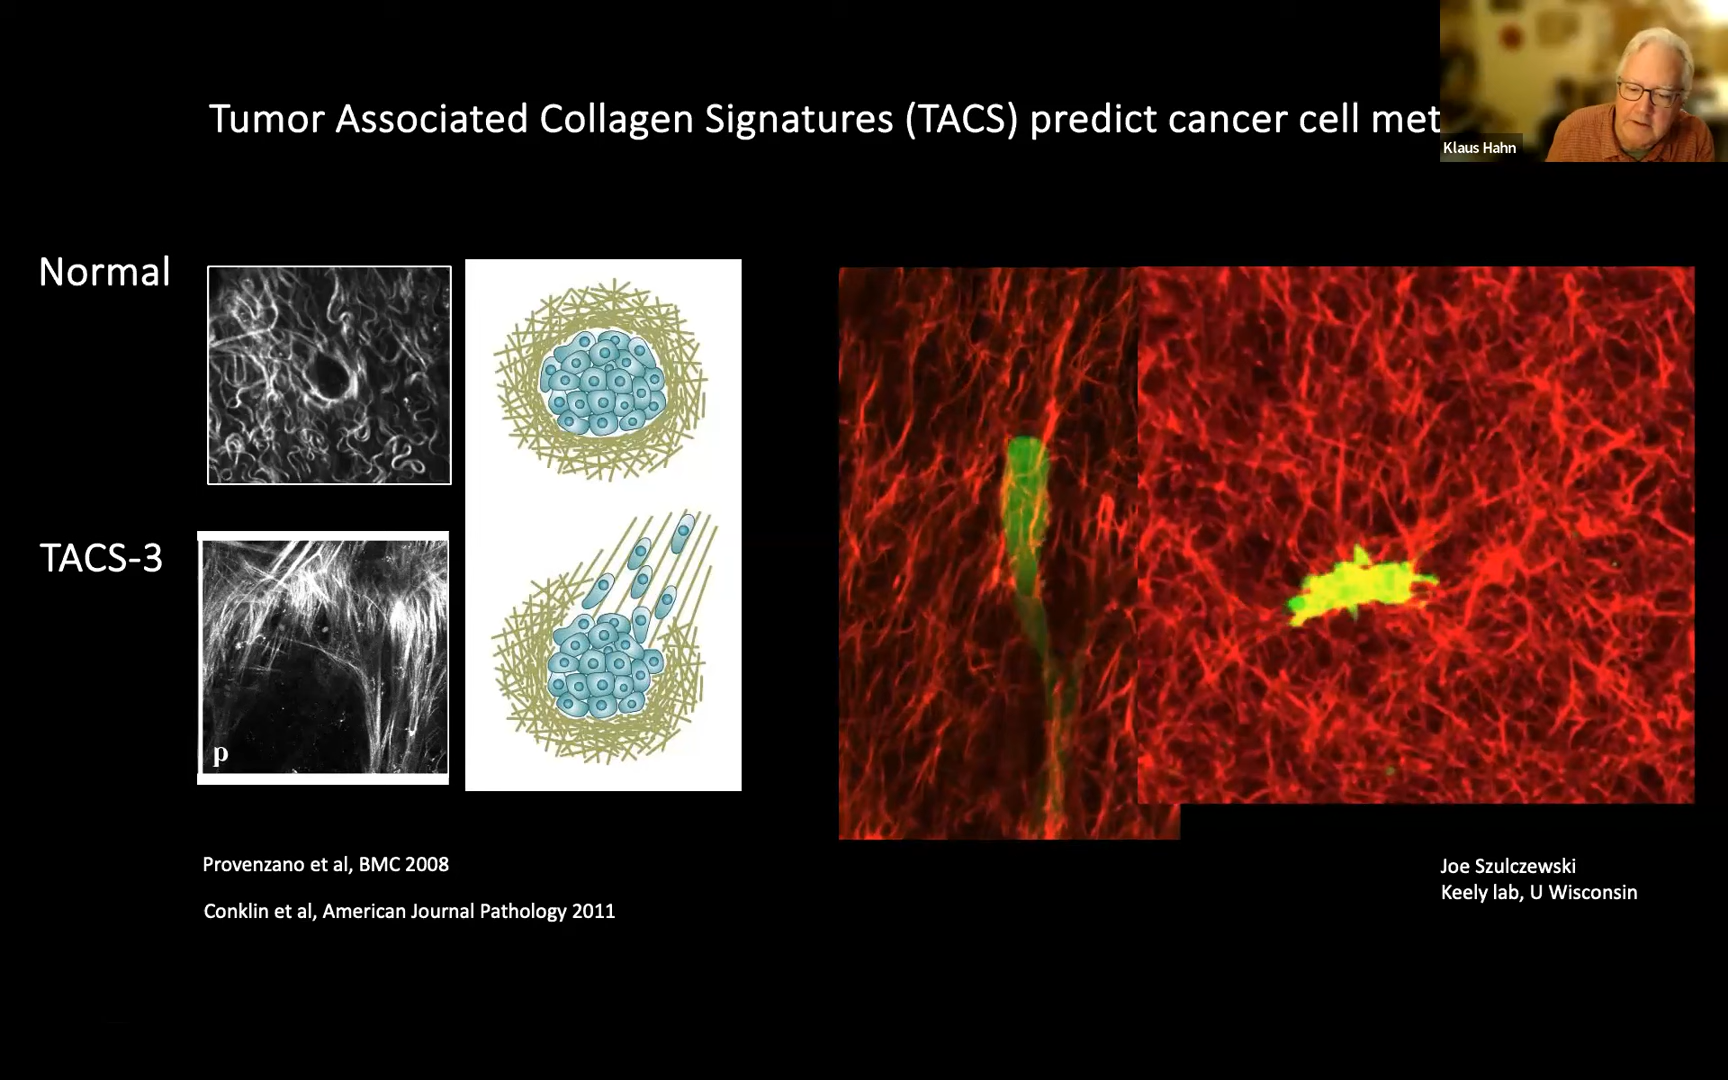 Tumor Associated Collagen Signatures (TACS) predict cancer cell met
Klaus Hahn
Normal
TACS-3
p
Provenzano et al, BMC 2008
Conklin et al, American Journal Pathology 2011
Joe Szulczewski
Keely lab, U Wisconsin